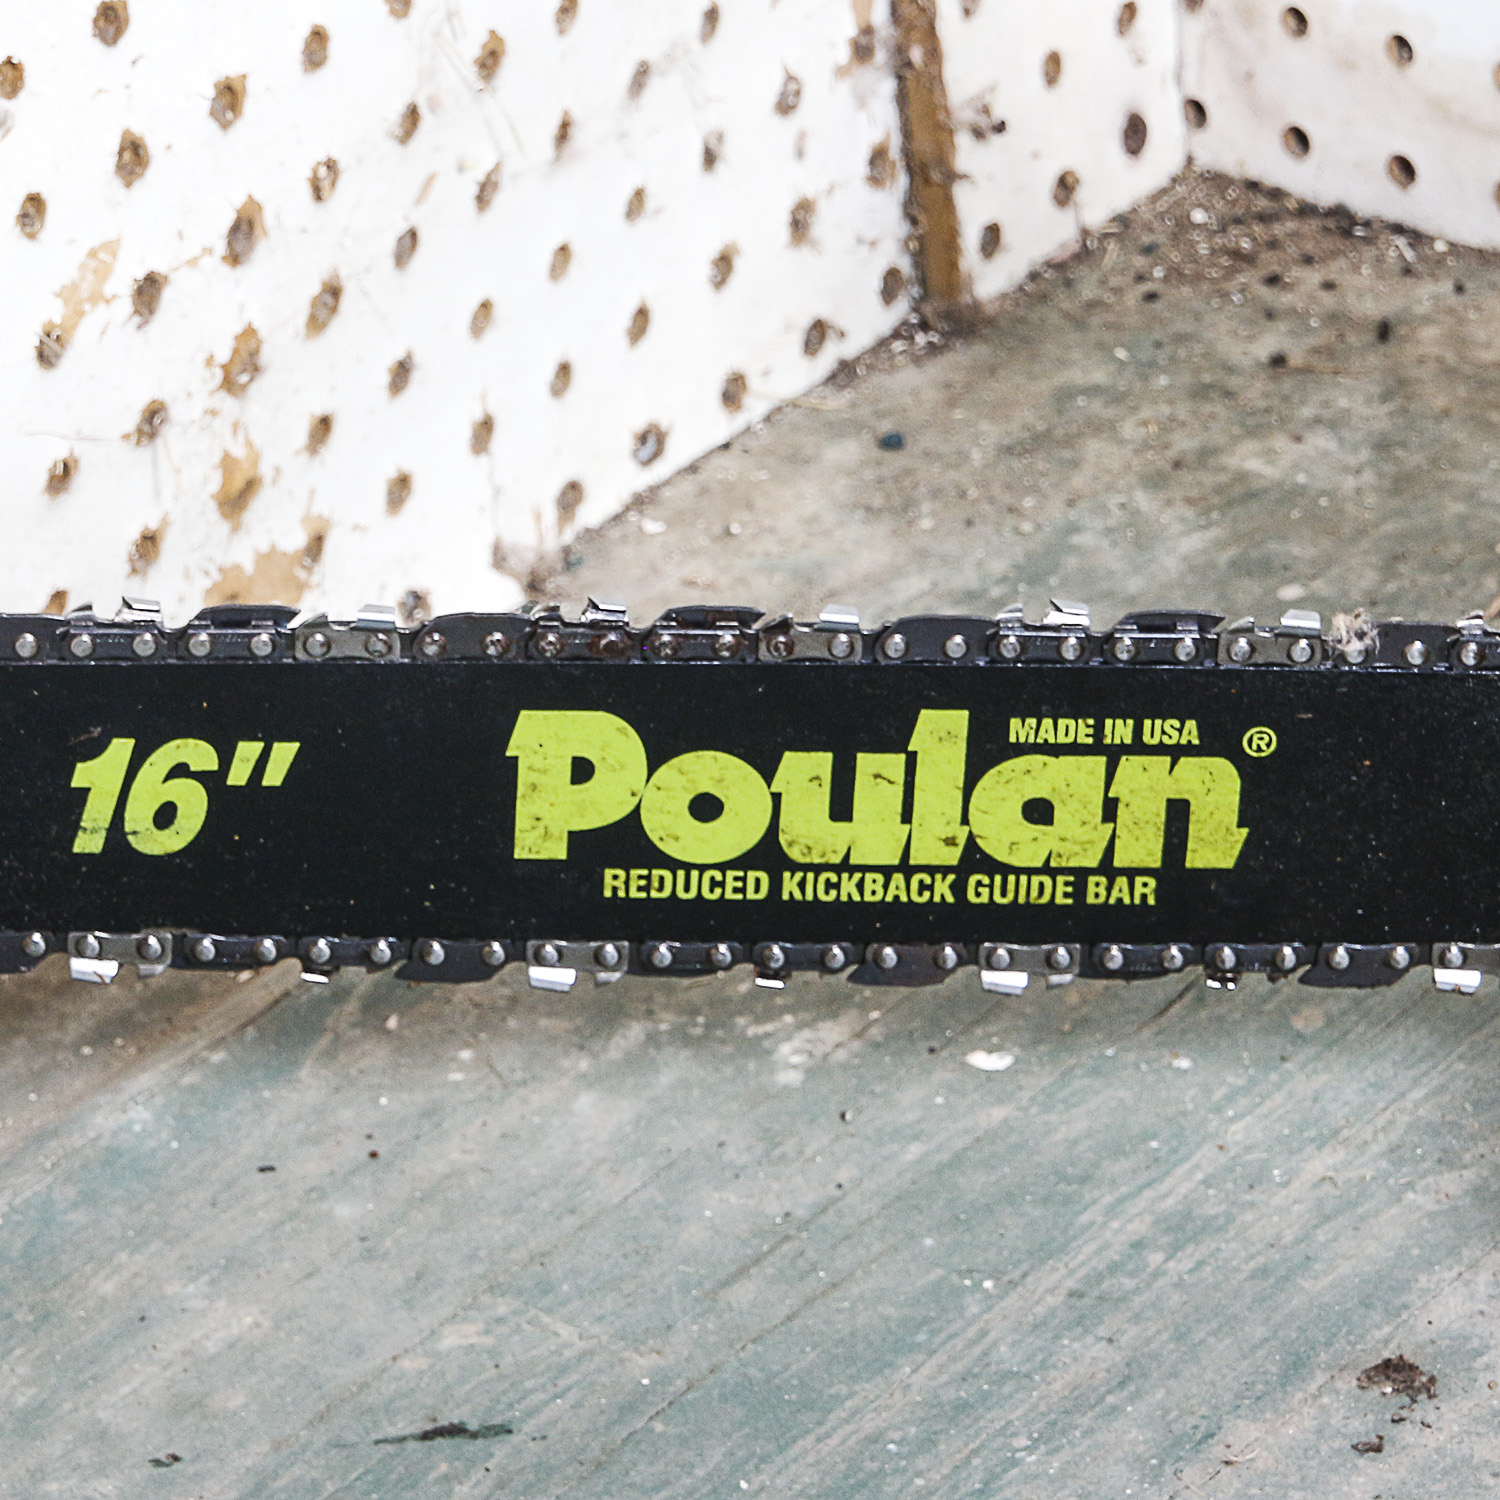 16"
MADE IN USA
Poulan®
REDUCED KICKBACK GUIDE BAR